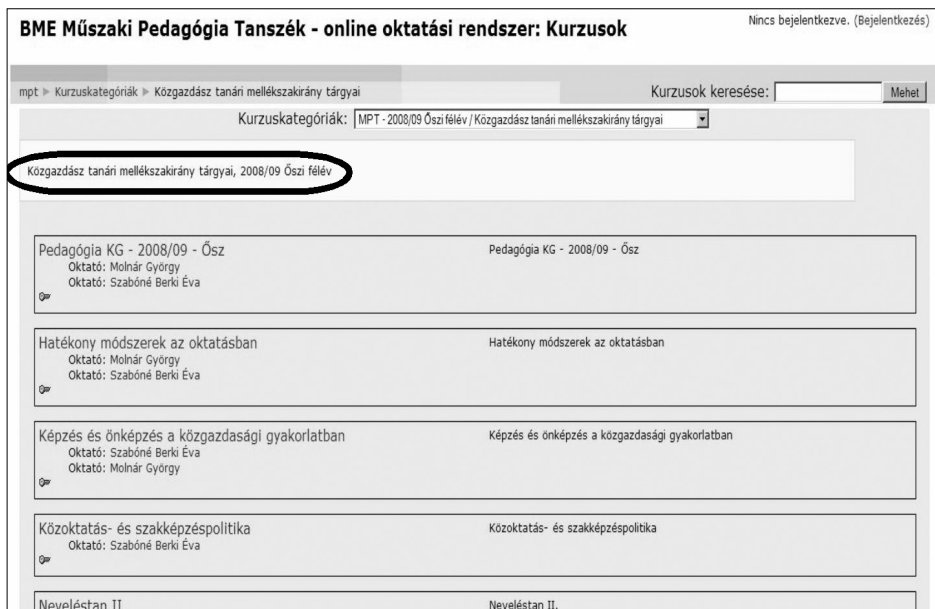 BME Műszaki Pedagógia Tanszék - online oktatási rendszer: Kurzusok
Nincs bejelentkezve. (Bejelentkezés)
mpt ► Kurzuskategóriák ► Közgazdász tanári mellékszakirány tárgyai
Kurzusok keresése: Mehet
Kurzuskategóriák: MPT - 2008/09 Őszi félév / Közgazdász tanári mellékszakirány tárgyai
Közgazdász tanári mellékszakirány tárgyai, 2008/09 Őszi félév
Pedagógia KG - 2008/09 - Ősz
Oktató: Molnár György
Oktató: Szabóné Berki Éva
Pedagógia KG - 2008/09 - Ősz
Hatékony módszerek az oktatásban
Oktató: Molnár György
Oktató: Szabóné Berki Éva
Hatékony módszerek az oktatásban
Képzés és önképzés a közgazdasági gyakorlatban
Oktató: Szabóné Berki Éva
Oktató: Molnár György
Képzés és önképzés a közgazdasági gyakorlatban
Közoktatás- és szakképzéspolitika
Oktató: Szabóné Berki Éva
Közoktatás- és szakképzéspolitika
Neveléstan II.
Neveléstan II.